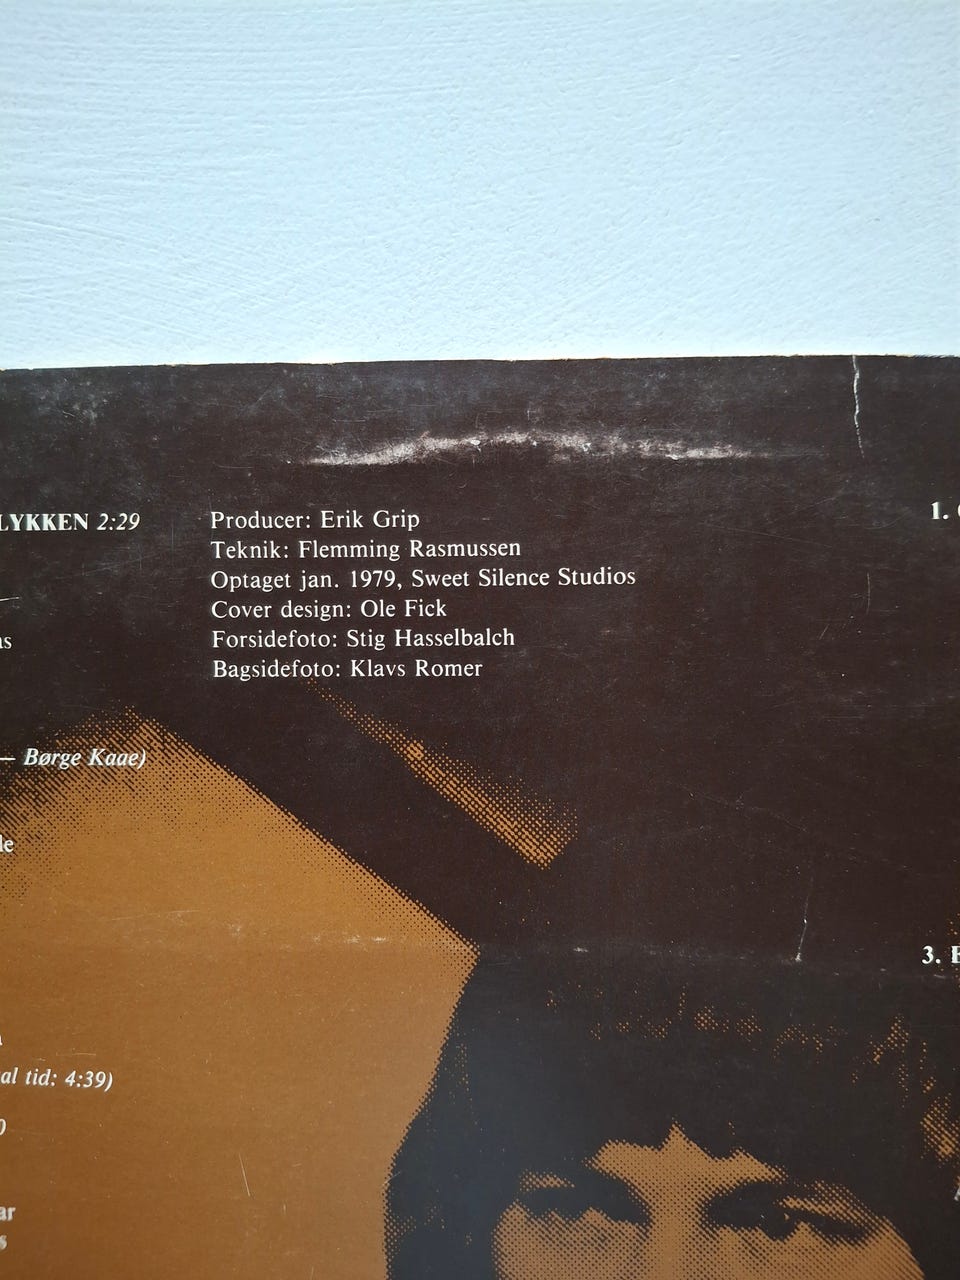 LYKKEN 2:29
Producer: Erik Grip
Teknik: Flemming Rasmussen
Optaget jan. 1979, Sweet Silence Studios
Cover design: Ole Fick
Forsidefoto: Stig Hasselbalch
Bagsidefoto: Klavs Romer
– Børge Kaae)
tid: 4:39)
1.
3.